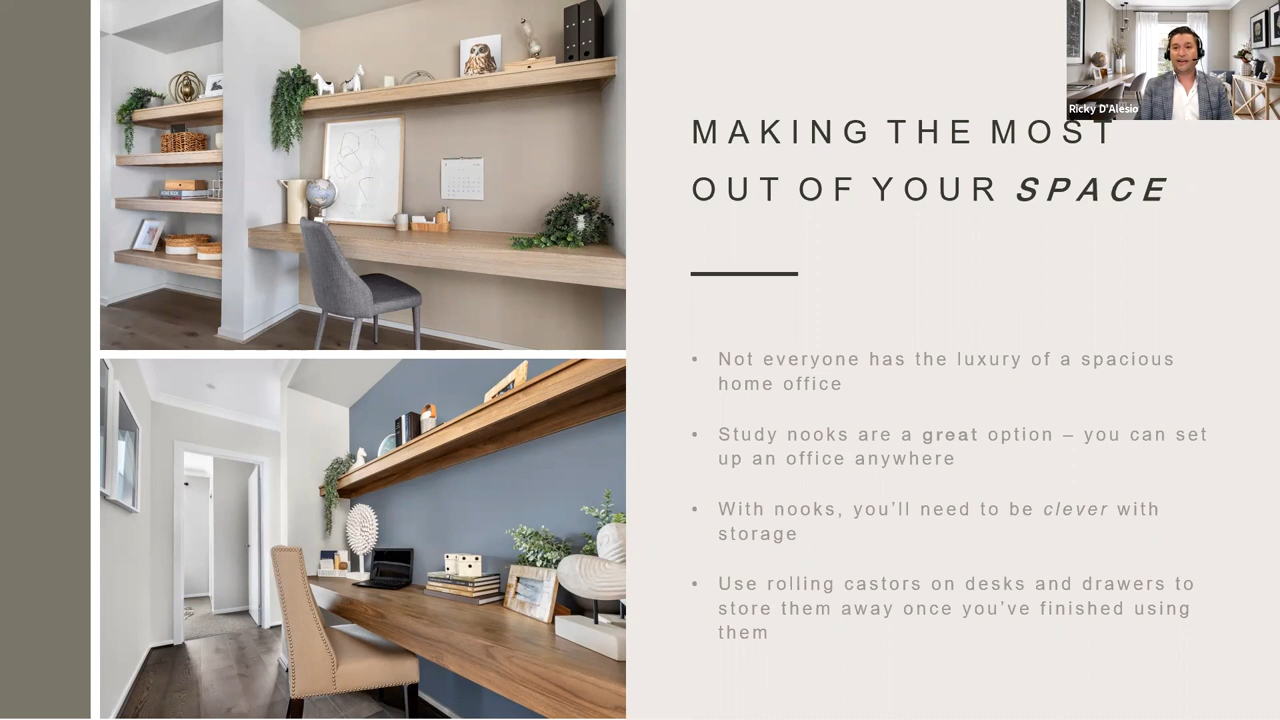 Ricky D'Alesio
MAKING THE MOST
OUT OF YOUR SPACE
• Not everyone has the luxury of a spacious
home office
• Study nooks are a great option – you can set
up an office anywhere
• With nooks, you’ll need to be clever with
storage
• Use rolling castors on desks and drawers to
store them away once you’ve finished using
them